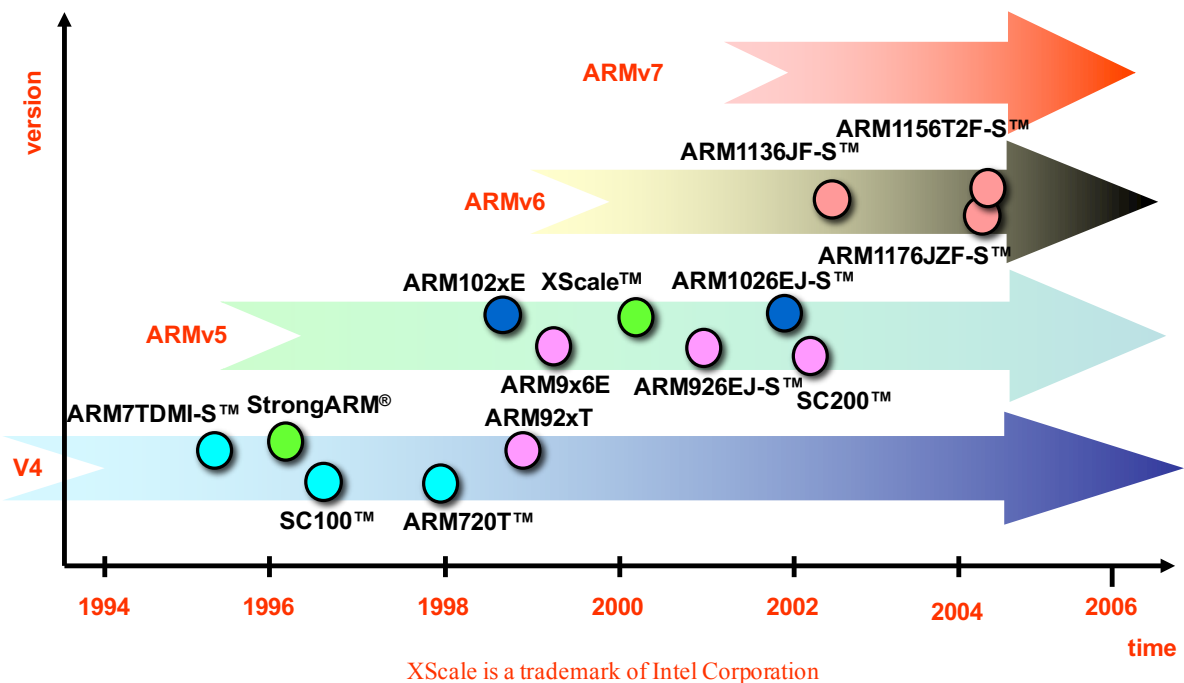 version
ARMv7
ARM1156T2F-S™
ARM1136JF-S™
ARMv6
ARM1176JZF-S™
ARM102xE XScale™ ARM1026EJ-S™
ARMv5
ARM9x6E ARM926EJ-S™ SC200™
ARM7TDMI-S™ StrongARM® ARM92xT
V4
SC100™ ARM720T™
1994 1996 1998 2000 2002 2004 2006
time
XScale is a trademark of Intel Corporation